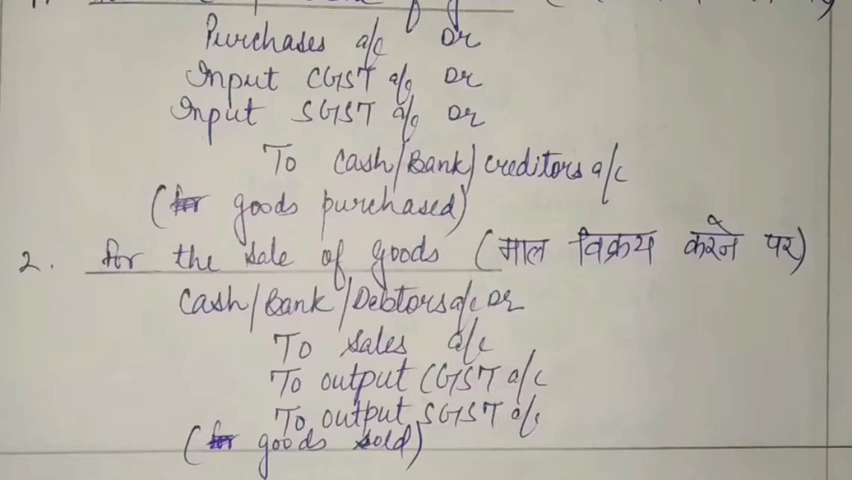 Purchases a/c Dr
Input CGST a/c Dr
Input SGST a/c Dr
To Cash/Bank/creditors a/c
(for goods purchased)
2. for the sale of goods (माल विक्रय करने पर)
Cash/Bank/Debtors a/c Dr
To sales a/c
To output CGST a/c
To output SGST a/c
(for goods sold)